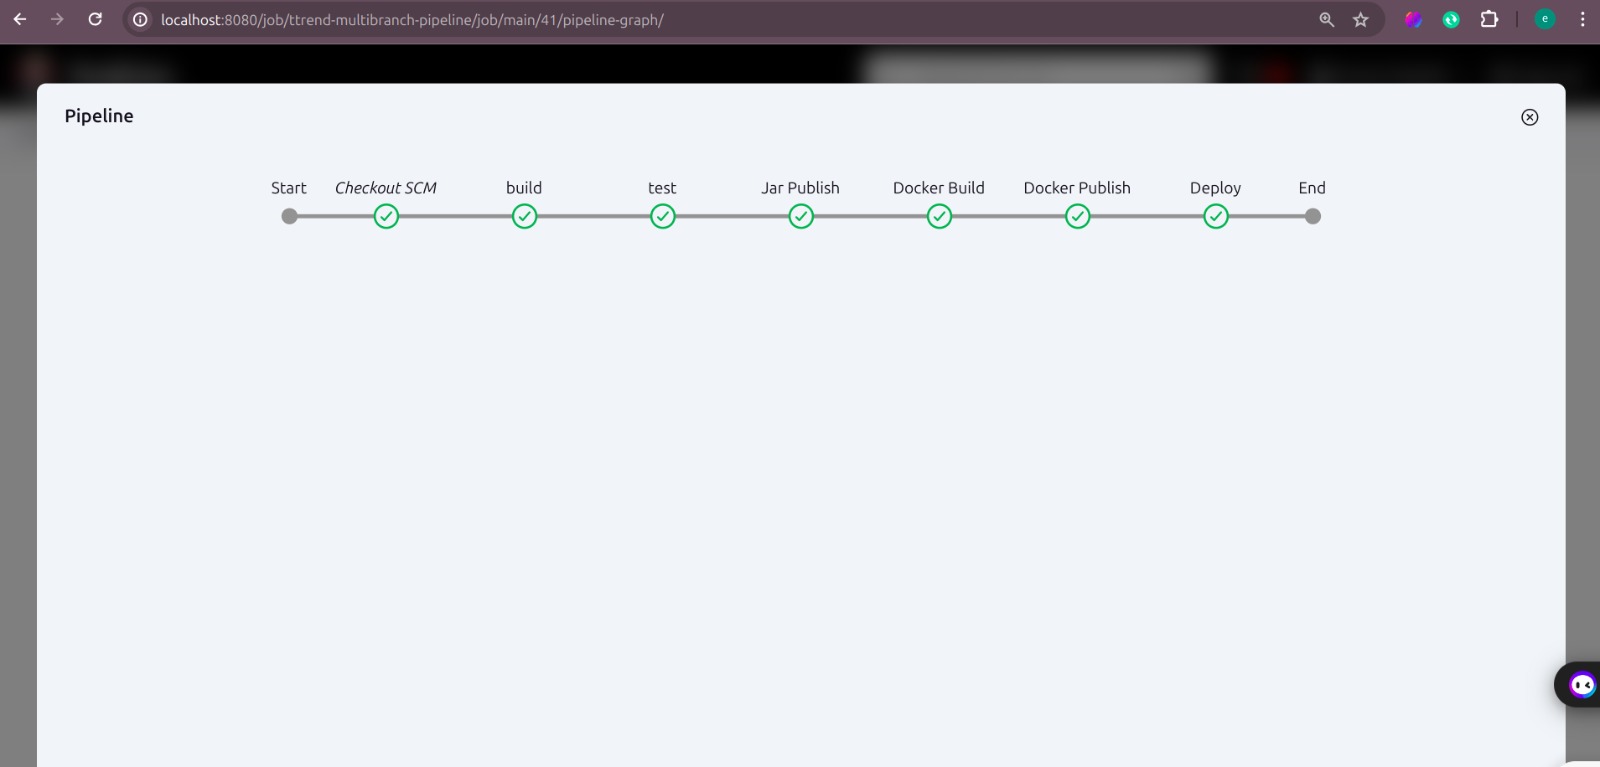 localhost:8080/job/ttrend-multibranch-pipeline/job/main/41/pipeline-graph/
e
Pipeline
Start Checkout SCM build test Jar Publish Docker Build Docker Publish Deploy End